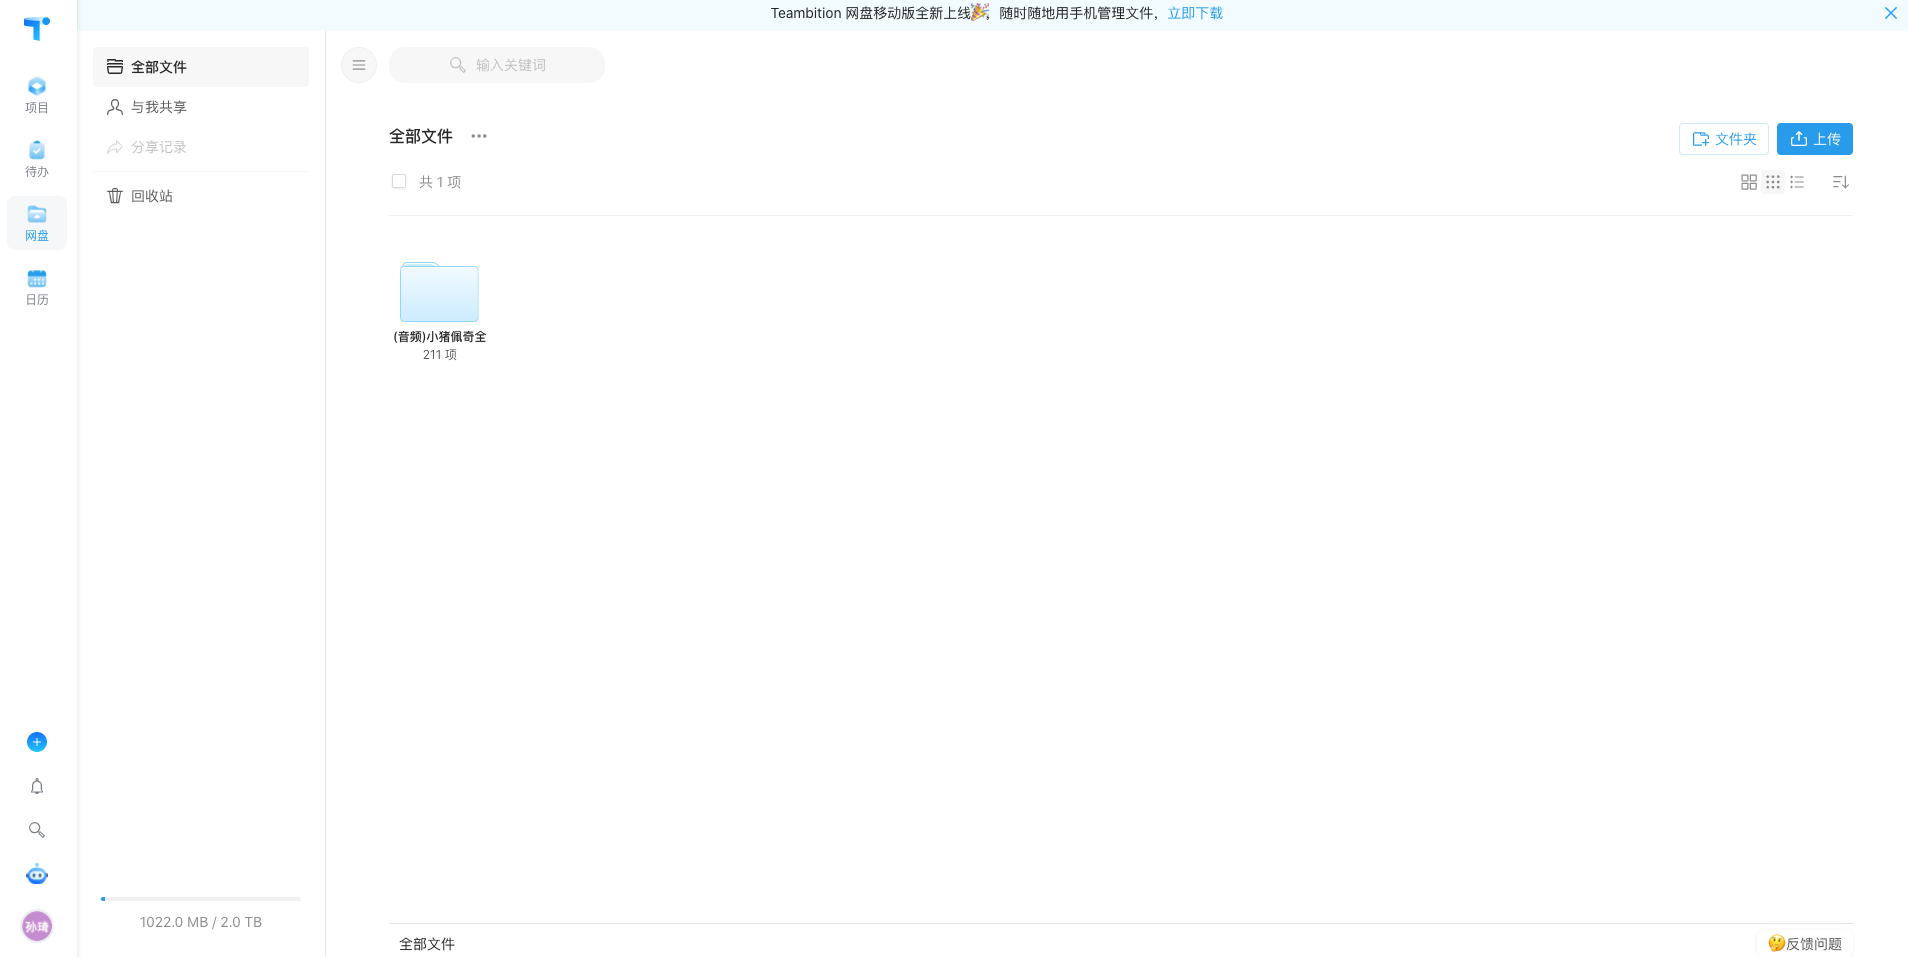 Teambition 网盘移动版全新上线🎉，随时随地用手机管理文件，立即下载
项目
待办
网盘
日历
孙琦
全部文件
与我共享
分享记录
回收站
1022.0 MB / 2.0 TB
输入关键词
全部文件
文件夹
上传
共 1 项
(音频)小猪佩奇全
211 项
全部文件
🤔反馈问题